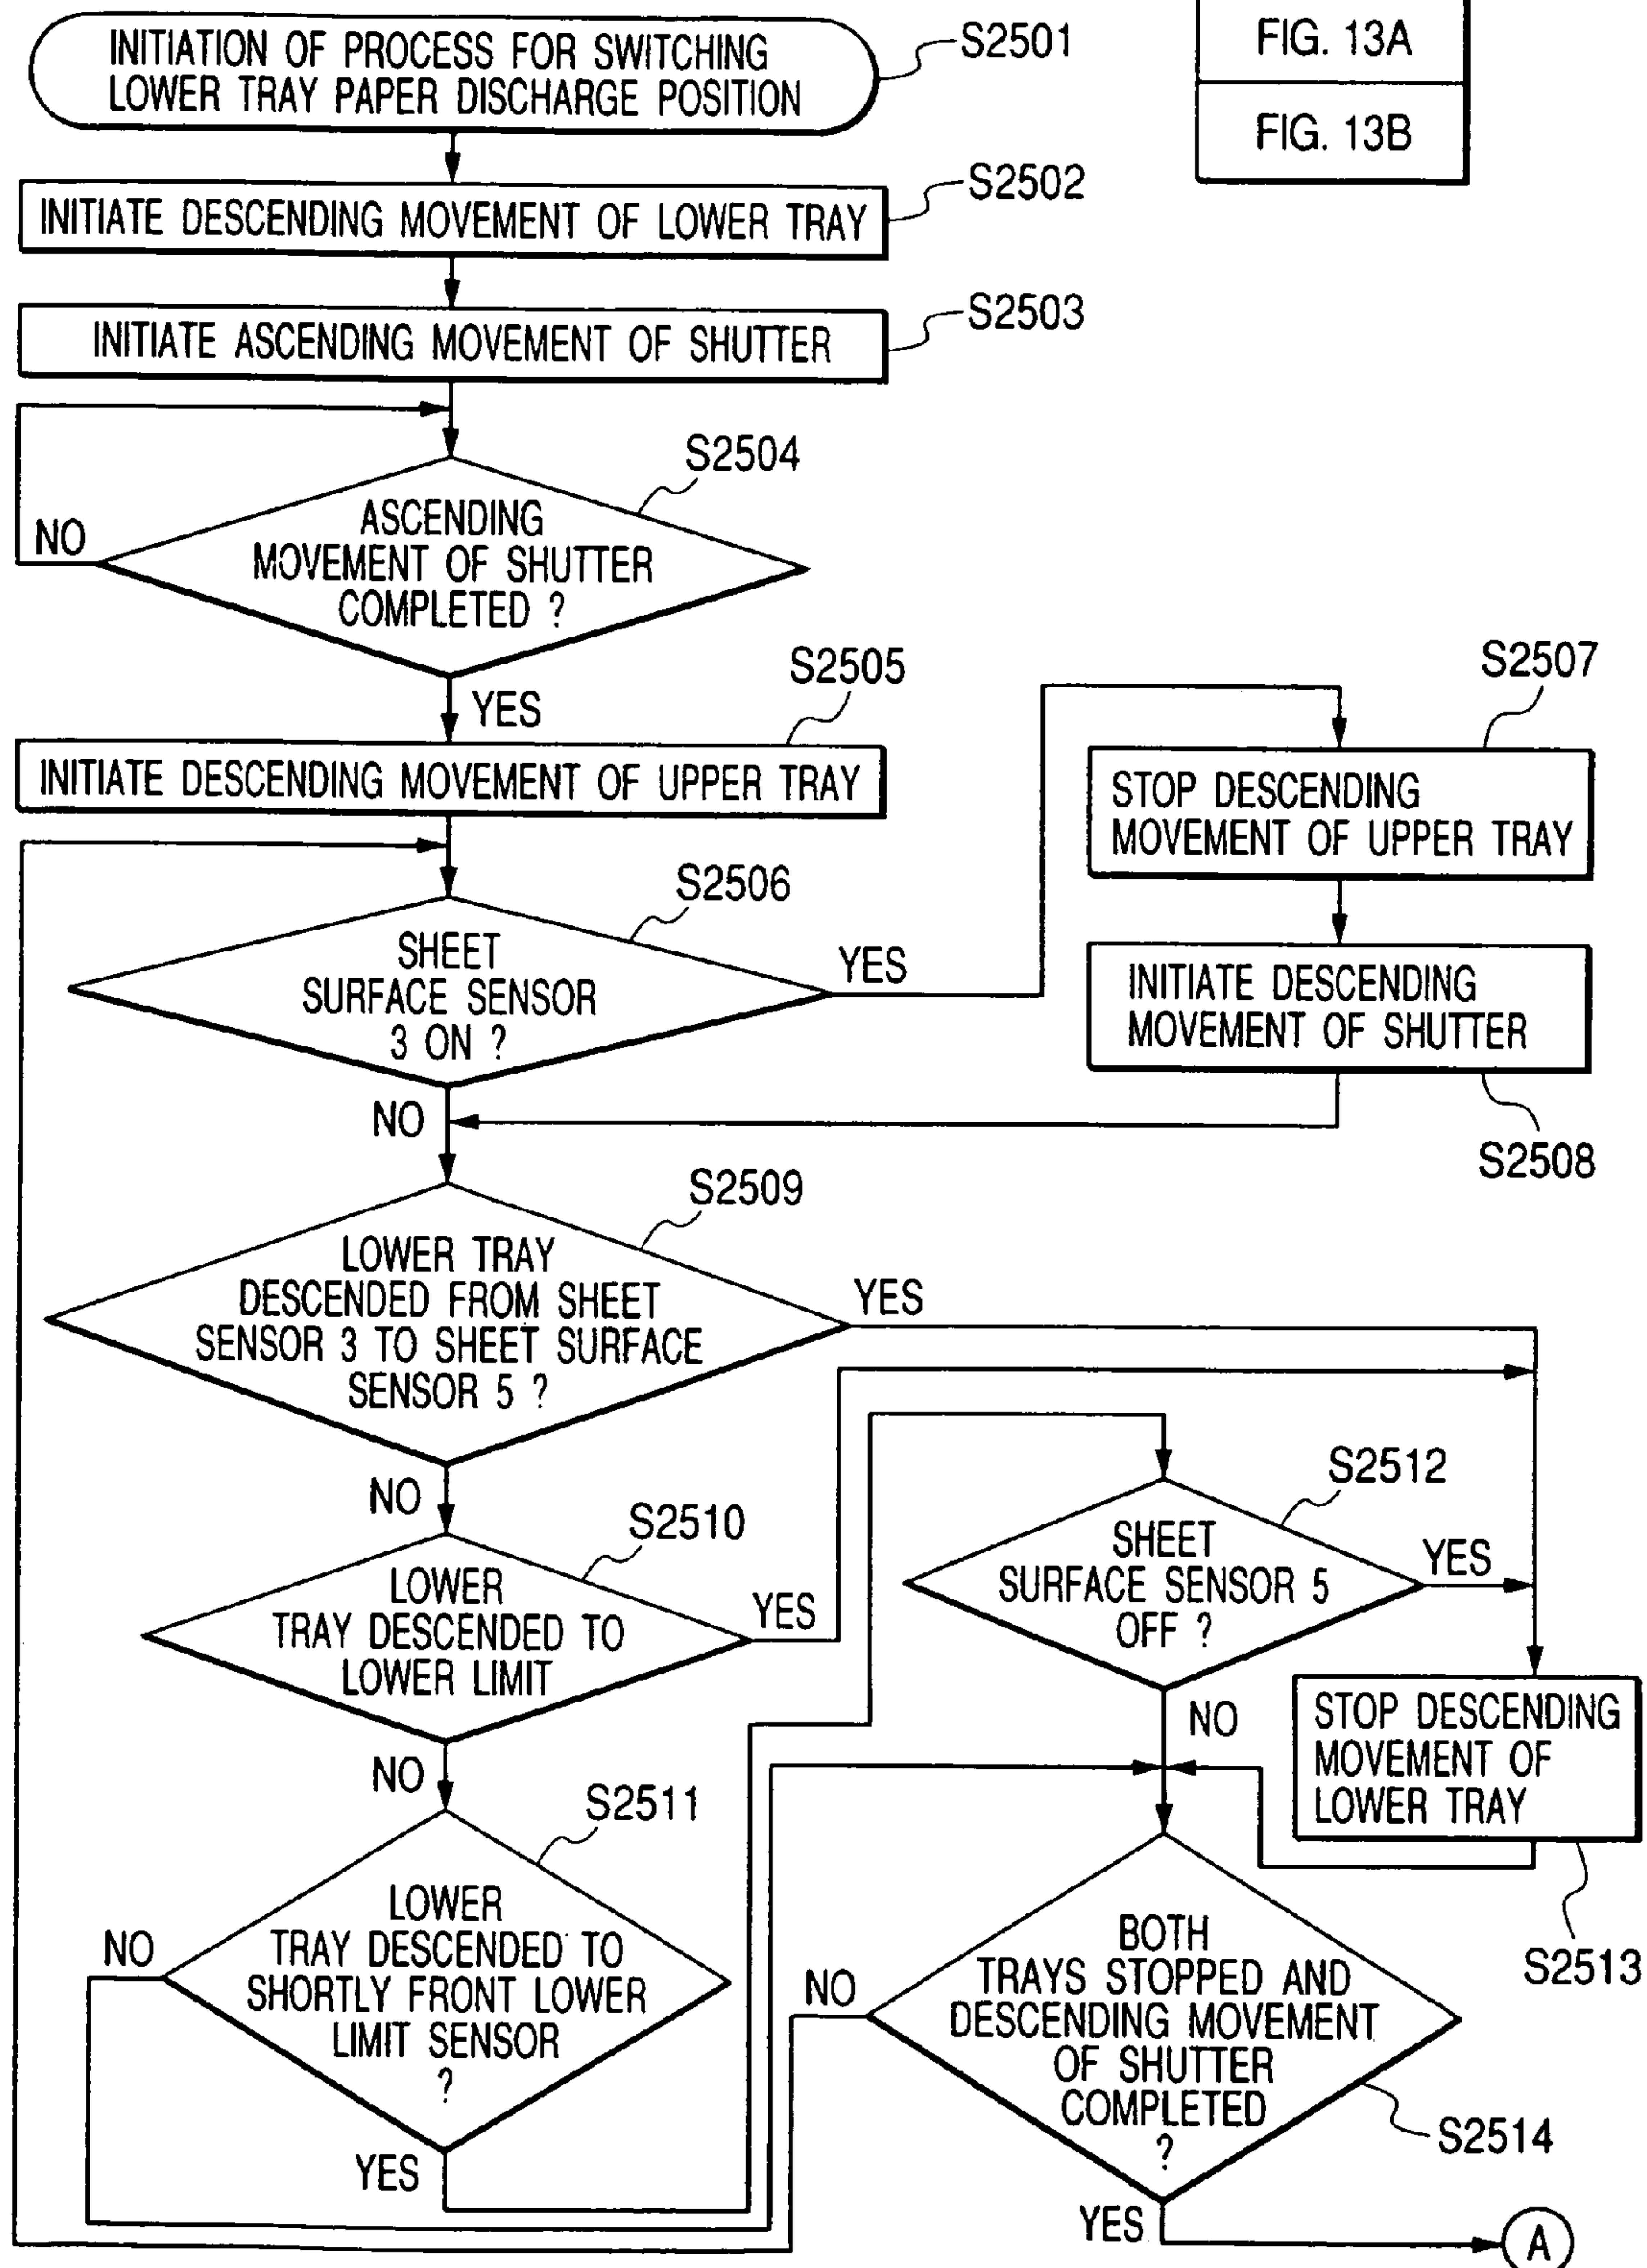 FIG. 13A
FIG. 13B
INITIATION OF PROCESS FOR SWITCHING
LOWER TRAY PAPER DISCHARGE POSITION
S2501
INITIATE DESCENDING MOVEMENT OF LOWER TRAY
S2502
INITIATE ASCENDING MOVEMENT OF SHUTTER
S2503
S2504
ASCENDING
MOVEMENT OF SHUTTER
COMPLETED ?
NO
YES
S2505
INITIATE DESCENDING MOVEMENT OF UPPER TRAY
S2506
SHEET
SURFACE SENSOR
3 ON ?
YES
NO
S2507
STOP DESCENDING
MOVEMENT OF UPPER TRAY
INITIATE DESCENDING
MOVEMENT OF SHUTTER
S2508
S2509
LOWER TRAY
DESCENDED FROM SHEET
SENSOR 3 TO SHEET SURFACE
SENSOR 5 ?
YES
NO
S2510
LOWER
TRAY DESCENDED TO
LOWER LIMIT
YES
NO
S2511
LOWER
TRAY DESCENDED TO
SHORTLY FRONT LOWER
LIMIT SENSOR
?
NO
YES
S2512
SHEET
SURFACE SENSOR 5
OFF ?
YES
NO
STOP DESCENDING
MOVEMENT OF
LOWER TRAY
S2513
BOTH
TRAYS STOPPED AND
DESCENDING MOVEMENT
OF SHUTTER
COMPLETED
?
NO
S2514
YES
A